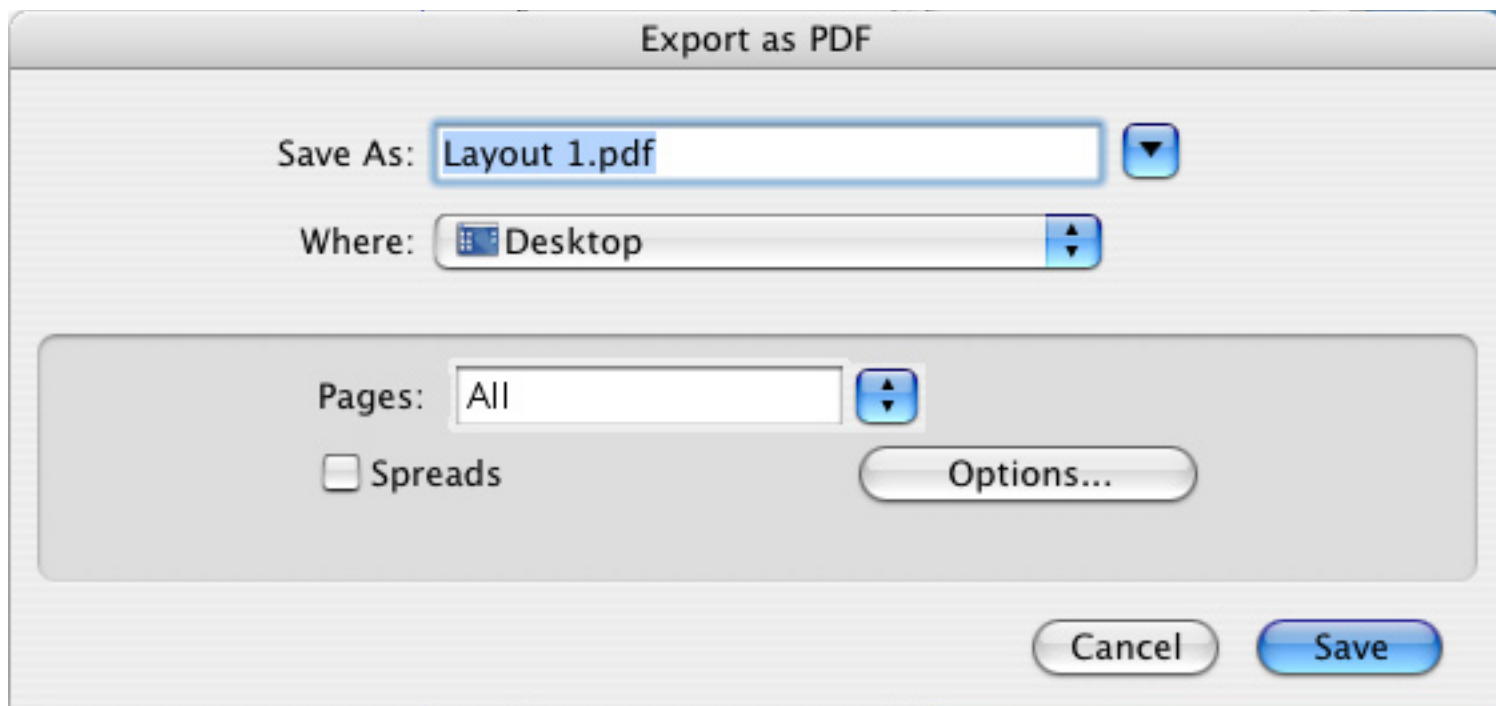 Export as PDF
Save As: Layout 1.pdf
Where: Desktop
Pages: All
Spreads Options...
Cancel Save